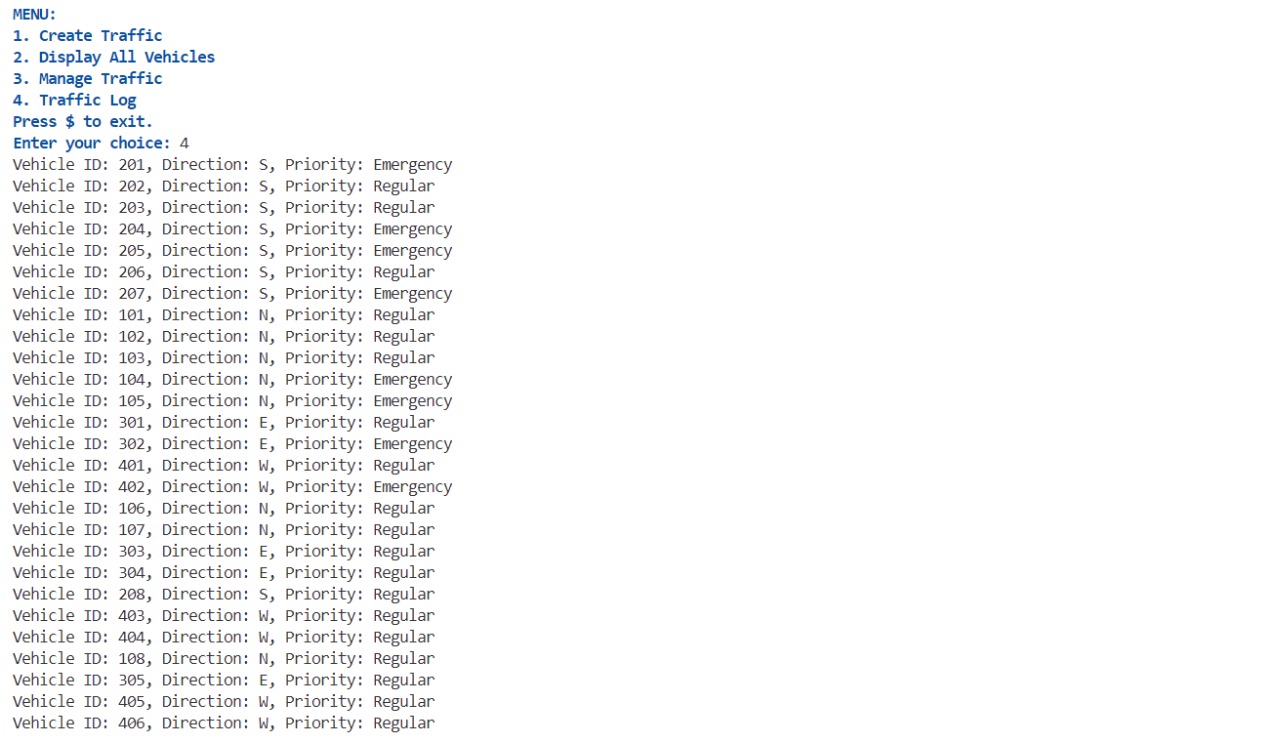 MENU:
1. Create Traffic
2. Display All Vehicles
3. Manage Traffic
4. Traffic Log
Press $ to exit.
Enter your choice: 4
Vehicle ID: 201, Direction: S, Priority: Emergency
Vehicle ID: 202, Direction: S, Priority: Regular
Vehicle ID: 203, Direction: S, Priority: Regular
Vehicle ID: 204, Direction: S, Priority: Emergency
Vehicle ID: 205, Direction: S, Priority: Emergency
Vehicle ID: 206, Direction: S, Priority: Regular
Vehicle ID: 207, Direction: S, Priority: Emergency
Vehicle ID: 101, Direction: N, Priority: Regular
Vehicle ID: 102, Direction: N, Priority: Regular
Vehicle ID: 103, Direction: N, Priority: Regular
Vehicle ID: 104, Direction: N, Priority: Emergency
Vehicle ID: 105, Direction: N, Priority: Emergency
Vehicle ID: 301, Direction: E, Priority: Regular
Vehicle ID: 302, Direction: E, Priority: Emergency
Vehicle ID: 401, Direction: W, Priority: Regular
Vehicle ID: 402, Direction: W, Priority: Emergency
Vehicle ID: 106, Direction: N, Priority: Regular
Vehicle ID: 107, Direction: N, Priority: Regular
Vehicle ID: 303, Direction: E, Priority: Regular
Vehicle ID: 304, Direction: E, Priority: Regular
Vehicle ID: 208, Direction: S, Priority: Regular
Vehicle ID: 403, Direction: W, Priority: Regular
Vehicle ID: 404, Direction: W, Priority: Regular
Vehicle ID: 108, Direction: N, Priority: Regular
Vehicle ID: 305, Direction: E, Priority: Regular
Vehicle ID: 405, Direction: W, Priority: Regular
Vehicle ID: 406, Direction: W, Priority: Regular